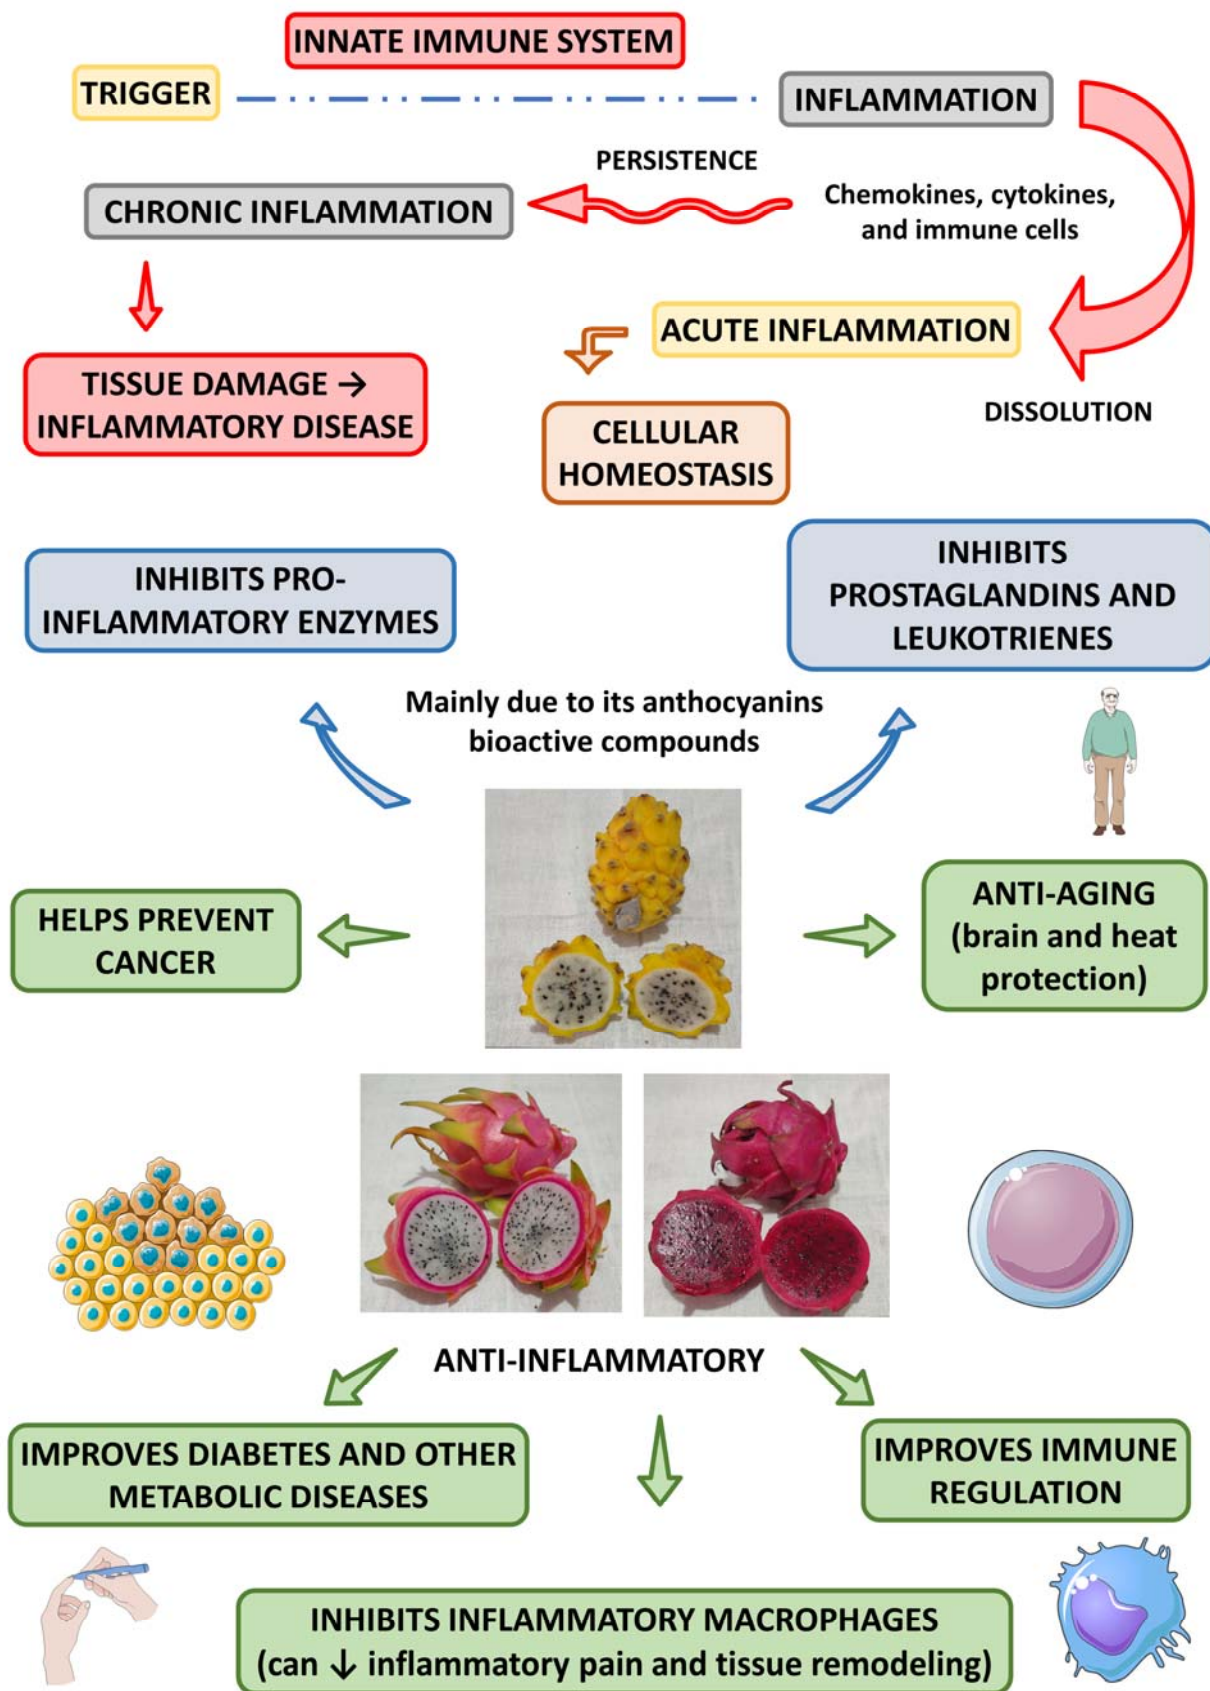 INNATE IMMUNE SYSTEM
TRIGGER
INFLAMMATION
PERSISTENCE
Chemokines, cytokines,
and immune cells
CHRONIC INFLAMMATION
ACUTE INFLAMMATION
TISSUE DAMAGE →
INFLAMMATORY DISEASE
DISSOLUTION
CELLULAR
HOMEOSTASIS
INHIBITS PRO-
INFLAMMATORY ENZYMES
INHIBITS
PROSTAGLANDINS AND
LEUKOTRIENES
Mainly due to its anthocyanins
bioactive compounds
HELPS PREVENT
CANCER
ANTI-AGING
(brain and heat
protection)
ANTI-INFLAMMATORY
IMPROVES DIABETES AND OTHER
METABOLIC DISEASES
IMPROVES IMMUNE
REGULATION
INHIBITS INFLAMMATORY MACROPHAGES
(can ↓ inflammatory pain and tissue remodeling)